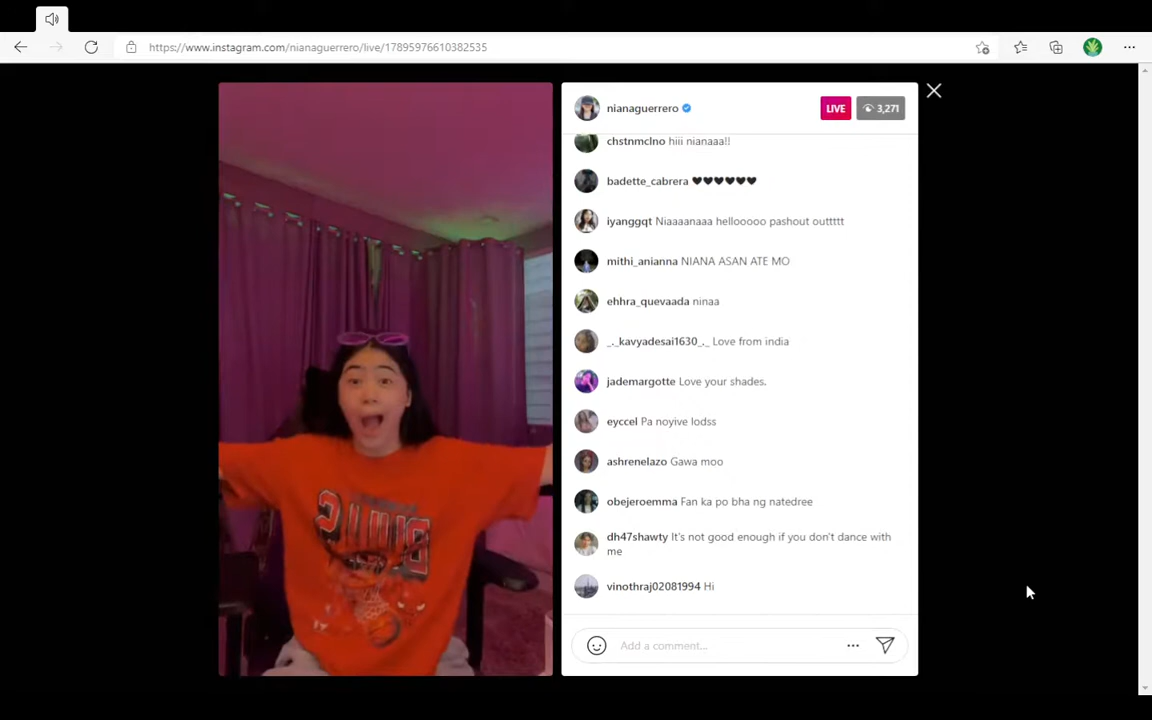 https://www.instagram.com/nianaguerrero/live/17895976610382535
nianaguerrero
LIVE
3,271
chstnmclno hiii nianaaa!!
badette_cabrera ♥♥♥♥♥♥
iyanggqt Niaaaanaaa hellooooo pashout outtttt
mithi_anianna NIANA ASAN ATE MO
ehhra_quevaada ninaa
_._kavyadesai1630_._ Love from india
jademargotte Love your shades.
eyccel Pa noyive lodss
ashrenelazo Gawa moo
obejeroemma Fan ka po bha ng natedree
dh47shawty It's not good enough if you don't dance with
me
vinothraj02081994 Hi
Add a comment...
BULLS